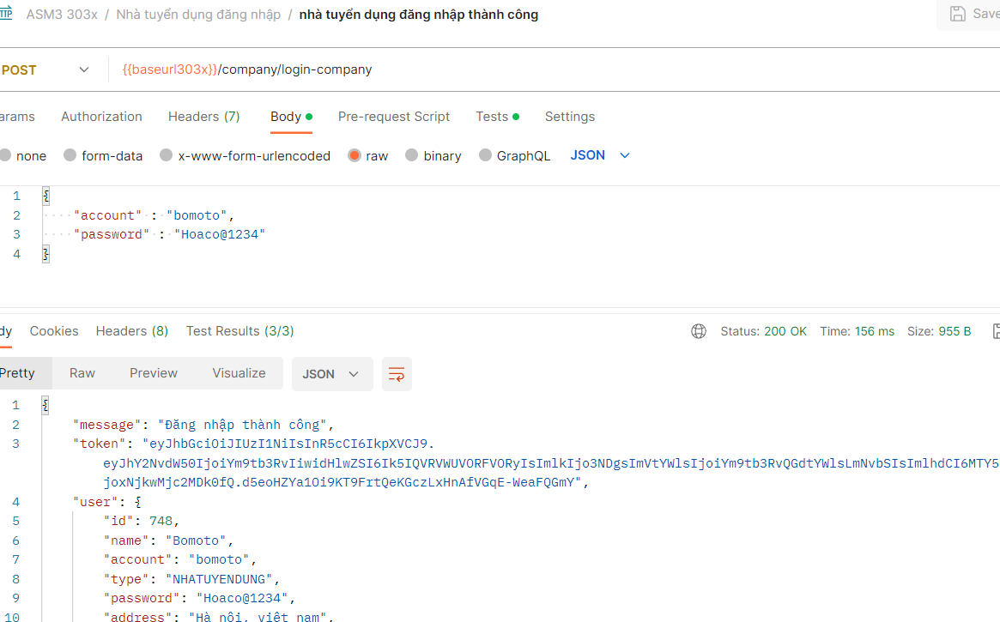 ASM3 303x / Nhà tuyển dụng đăng nhập / nhà tuyển dụng đăng nhập thành công
POST {{baseurl303x}}/company/login-company
arams Authorization Headers (7) Body Pre-request Script Tests Settings
none form-data x-www-form-urlencoded raw binary GraphQL JSON
1 {
2 "account" : "bomoto",
3 "password" : "Hoaco@1234"
4 }
dy Cookies Headers (8) Test Results (3/3) Status: 200 OK Time: 156 ms Size: 955 B
Pretty Raw Preview Visualize JSON
1 {
2 "message": "Đăng nhập thành công",
3 "token": "eyJhbGciOiJIUzI1NiIsInR5cCI6IkpXVCJ9.
eyJhY2NvdW50IjoiYm9tb3RvIiwidHlwZSI6Ik5IQVRVWUVORFVORyIsImlkIjo3NDgsImVtYWlsIjoiYm9tb3RvQGdtYWlsLmNvbSIsImlhdCI6MTY5
joxNjkwMjc2MDk0fQ.d5eoHZYa1Oi9KT9FrtQeKGczLxHnAfVGqE-WeaFQGmY",
4 "user": {
5 "id": 748,
6 "name": "Bomoto",
7 "account": "bomoto",
8 "type": "NHATUYENDUNG",
9 "password": "Hoaco@1234",
10 "address": "Hà nội, việt nam",